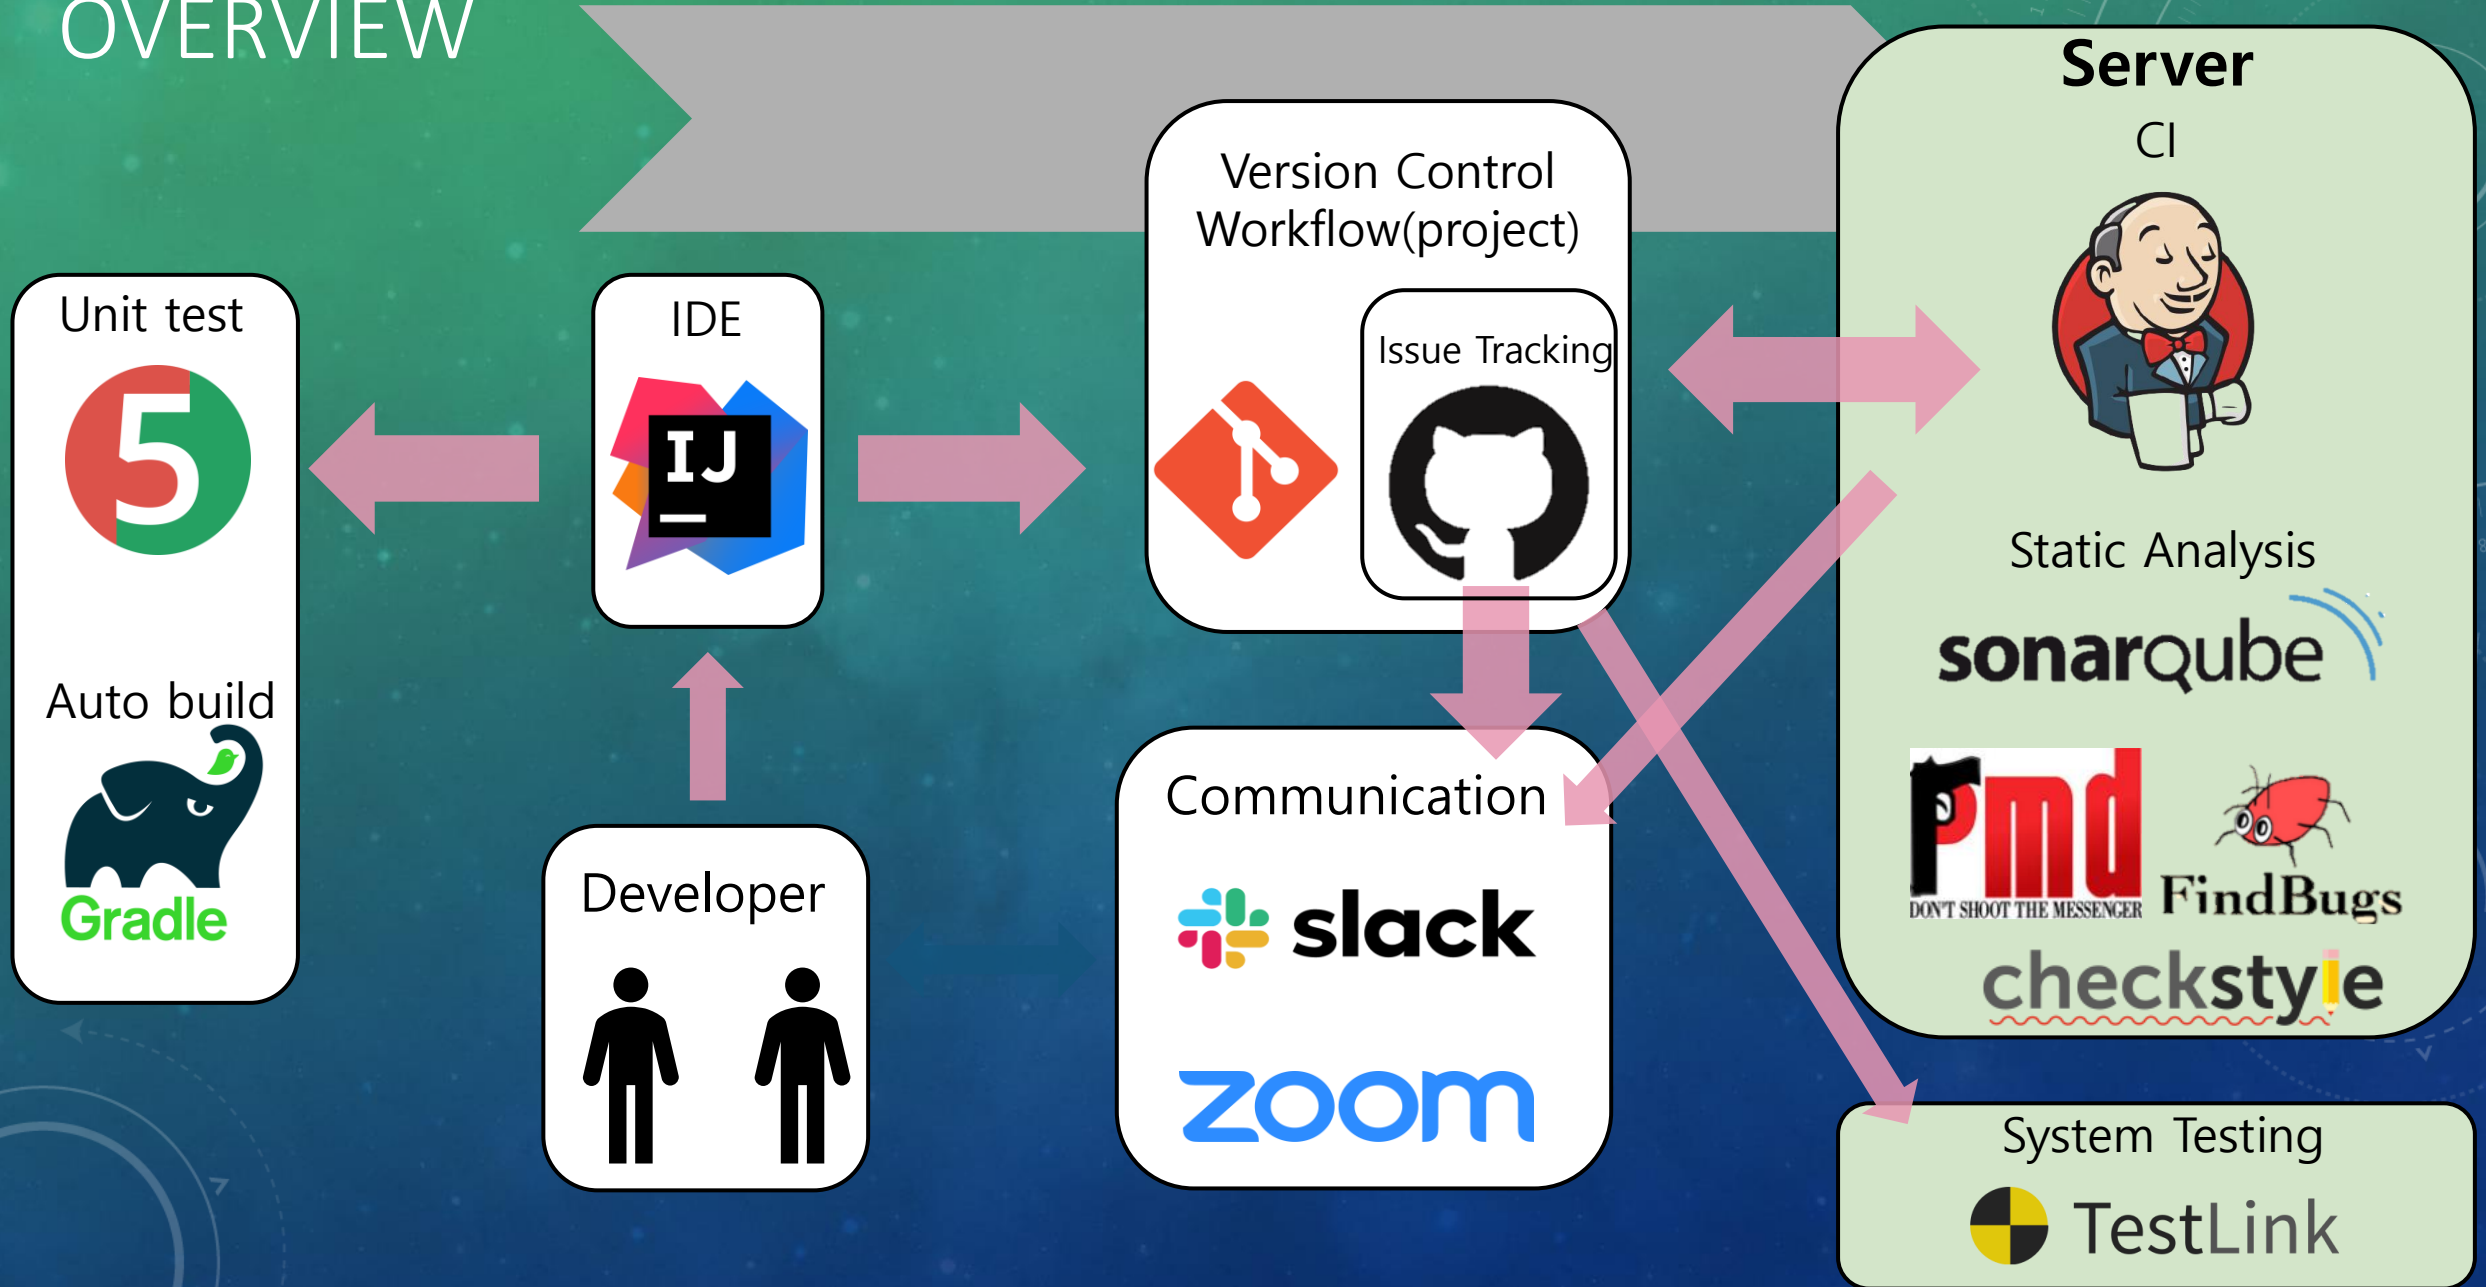 OVERVIEW
Server
CI
Version Control
Workflow(project)
Unit test
IDE
Issue Tracking
5
IJ
Static Analysis
sonarqube
Auto build
Gradle
Communication
pmd
DON'T SHOOT THE MESSENGER
FindBugs
Developer
slack
checkstyle
zoom
System Testing
TestLink